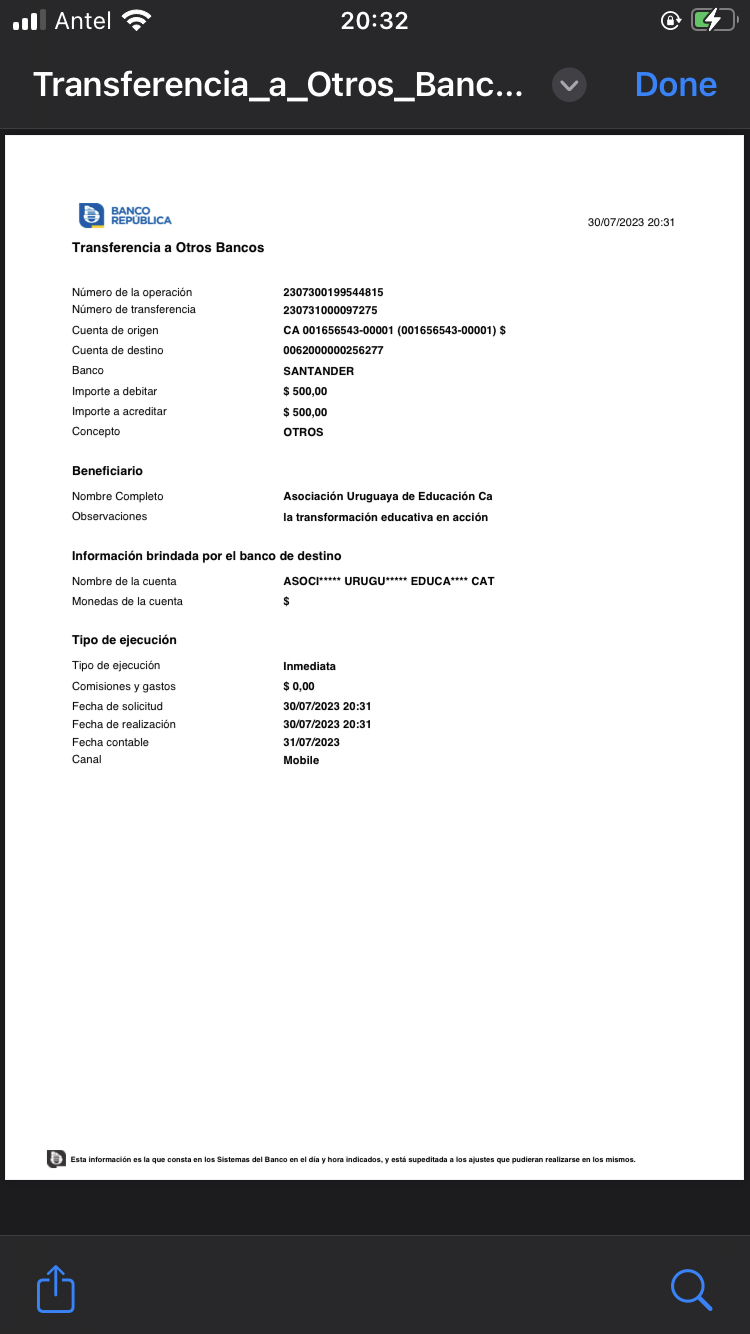 Antel 20:32
Transferencia_a_Otros_Banc... Done
BANCO
REPÚBLICA
30/07/2023 20:31
Transferencia a Otros Bancos
Número de la operación 2307300199544815
Número de transferencia 230731000097275
Cuenta de origen CA 001656543-00001 (001656543-00001) $
Cuenta de destino 0062000000256277
Banco SANTANDER
Importe a debitar $ 500,00
Importe a acreditar $ 500,00
Concepto OTROS
Beneficiario
Nombre Completo Asociación Uruguaya de Educación Ca
Observaciones la transformación educativa en acción
Información brindada por el banco de destino
Nombre de la cuenta ASOCI***** URUGU***** EDUCA**** CAT
Monedas de la cuenta $
Tipo de ejecución
Tipo de ejecución Inmediata
Comisiones y gastos $ 0,00
Fecha de solicitud 30/07/2023 20:31
Fecha de realización 30/07/2023 20:31
Fecha contable 31/07/2023
Canal Mobile
Esta información es la que consta en los Sistemas del Banco en el día y hora indicados, y está supeditada a los ajustes que pudieran realizarse en los mismos.